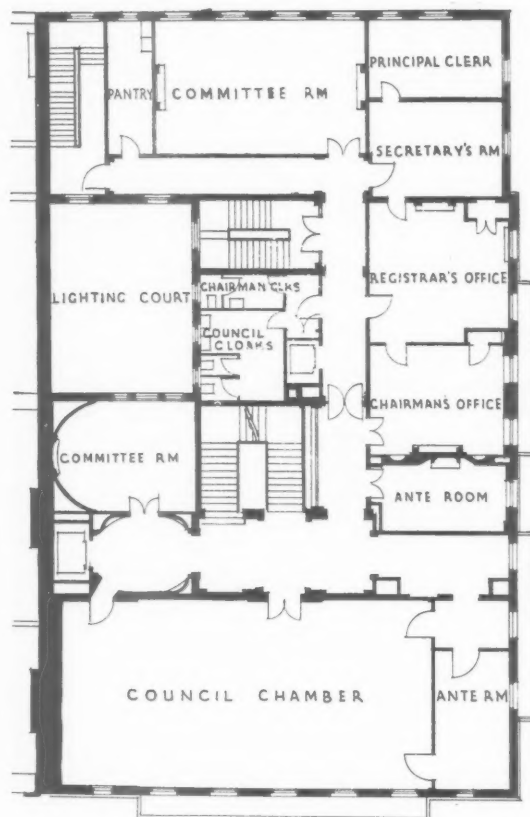 PRINCIPAL CLERK
PANTRY
COMMITTEE RM
SECRETARY'S RM
REGISTRAR'S OFFICE
CHAIRMAN CLKS
LIGHTING COURT
COUNCIL
CLOAKS
CHAIRMAN'S OFFICE
COMMITTEE RM
ANTE ROOM
COUNCIL CHAMBER
ANTE RM